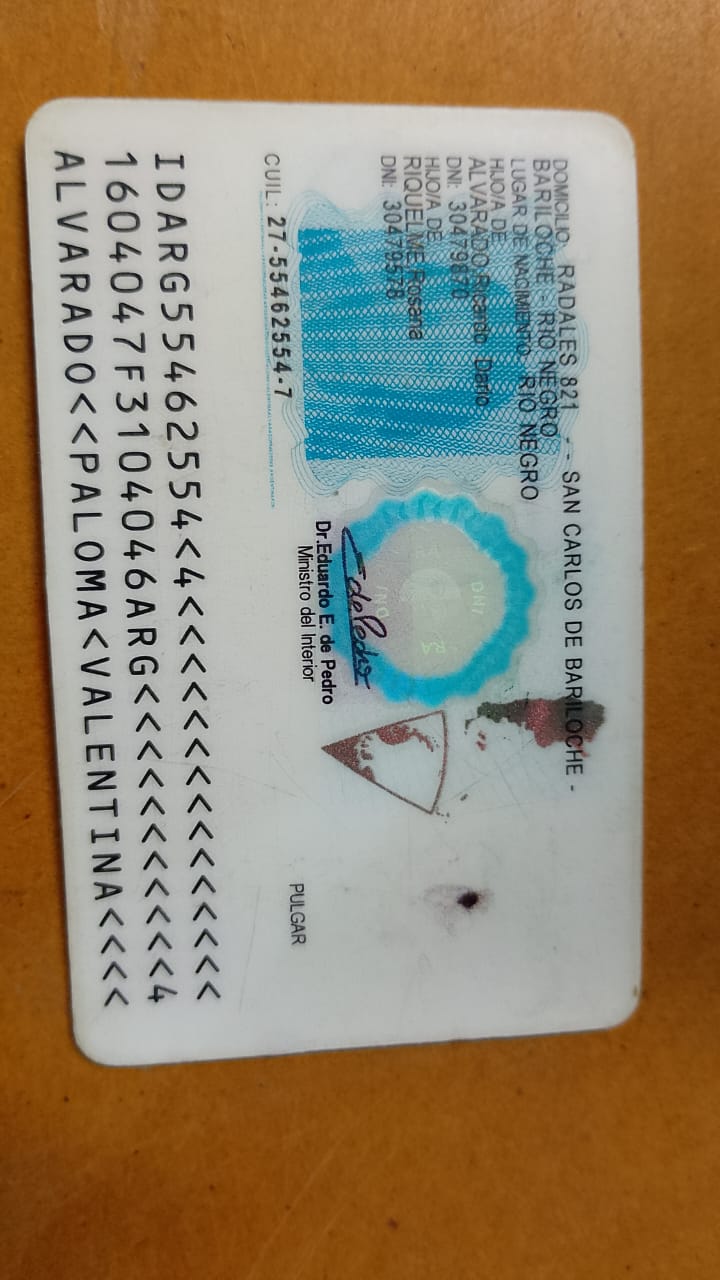 DOMICILIO: RADALES 821 - - SAN CARLOS DE BARILOCHE -
BARILOCHE - RIO NEGRO
LUGAR DE NACIMIENTO: RIO NEGRO
HIJO/A DE
ALVARADO Ricardo Dario
DNI: 30479870
HIJO/A DE
RIQUELME Rosana
DNI: 30479578
Dr.Eduardo E. de Pedro
Ministro del Interior
PULGAR
CUIL: 27-55462554-7
IDARG55462554<4<<<<<<<<<<<<<<<
1604047F3104046ARG<<<<<<<<<<<4
ALVARADO<<PALOMA<VALENTINA<<<<